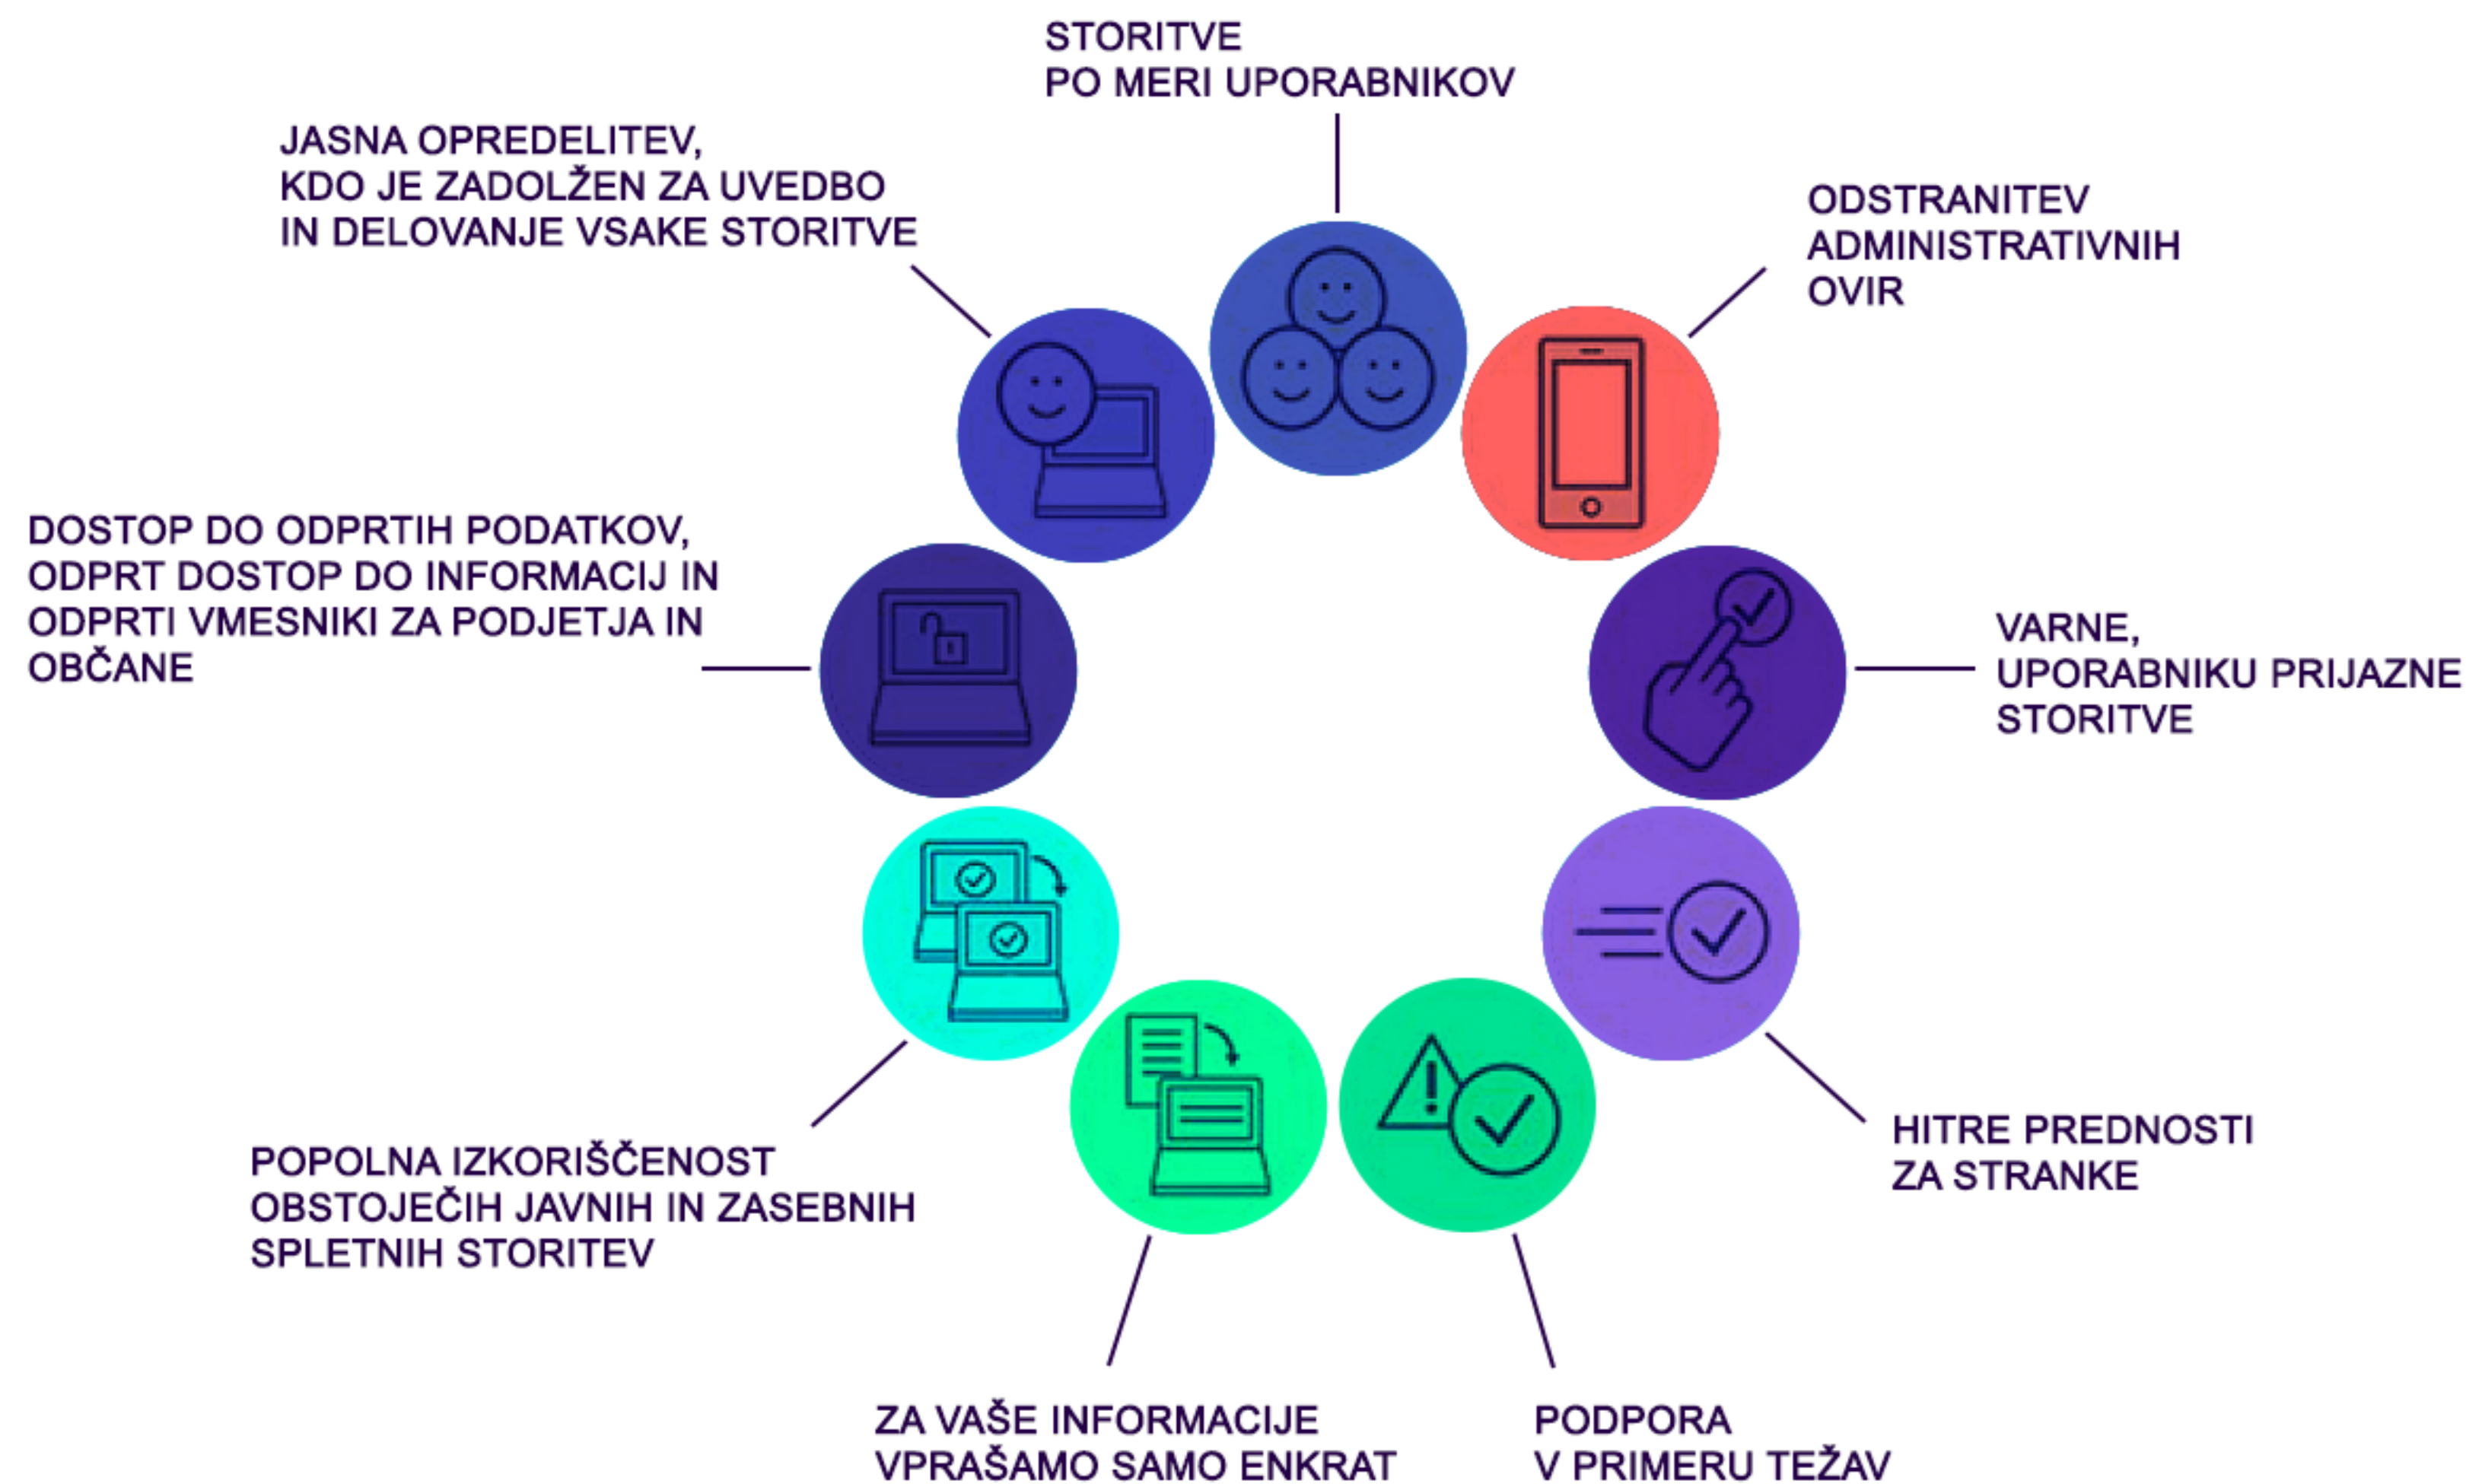 STORITVE
PO MERI UPORABNIKOV
JASNA OPREDELITEV,
KDO JE ZADOLŽEN ZA UVEDBO
IN DELOVANJE VSAKE STORITVE
ODSTRANITEV
ADMINISTRATIVNIH
OVIR
DOSTOP DO ODPRTIH PODATKOV,
ODPRT DOSTOP DO INFORMACIJ IN
ODPRTI VMESNIKI ZA PODJETJA IN
OBČANE
VARNE,
UPORABNIKU PRIJAZNE
STORITVE
POPOLNA IZKORIŠČENOST
OBSTOJEČIH JAVNIH IN ZASEBNIH
SPLETNIH STORITEV
HITRE PREDNOSTI
ZA STRANKE
ZA VAŠE INFORMACIJE
VPRAŠAMO SAMO ENKRAT
PODPORA
V PRIMERU TEŽAV